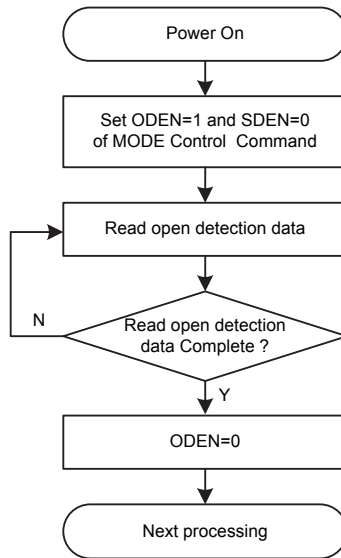 Power On
Set ODEN=1 and SDEN=0
of MODE Control Command
Read open detection data
N
Read open detection
data Complete ?
Y
ODEN=0
Next processing